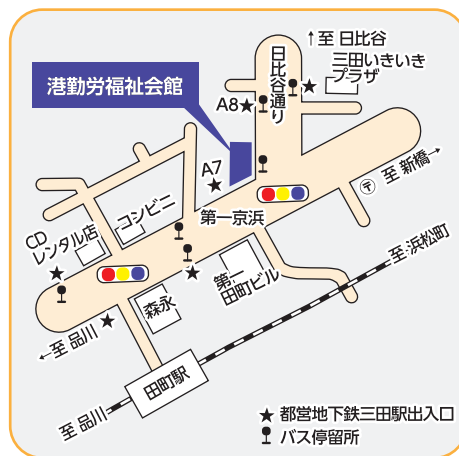 ↑至 日比谷
三田いきいき
プラザ
日比谷通り
港勤労福祉会館
A8★
A7
★
〒 至 新橋→
第一京浜
コンビニ
CD
レンタル店
至 浜松町
第一
田町ビル
森永
←至 品川
田町駅
至 品川
★ 都営地下鉄三田駅出入口
バス停留所